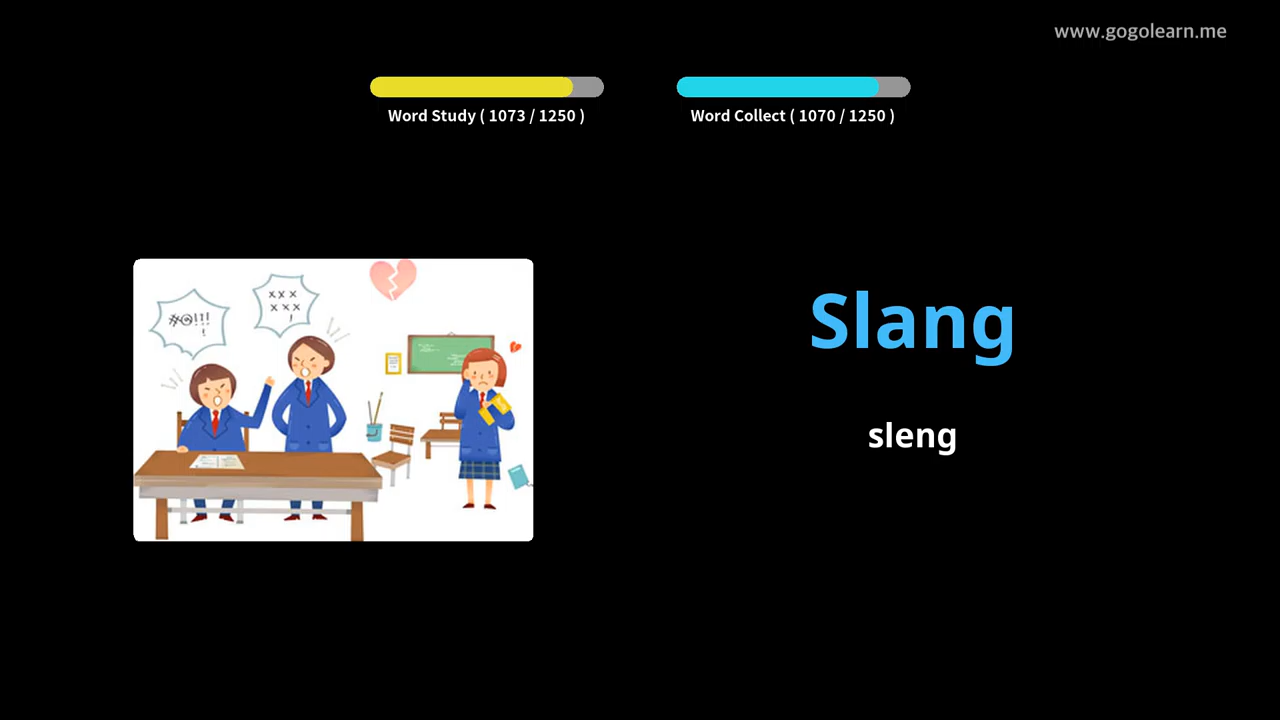 www.gogolearn.me
Word Study ( 1073 / 1250 )
Word Collect ( 1070 / 1250 )
#@!!!
!
x x x
x x x
!
Slang
sleng